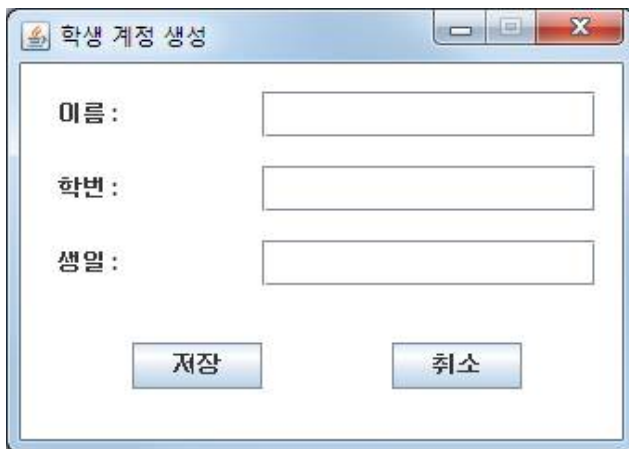 학생 계정 생성
이름 :
학번 :
생일 :
저장 취소